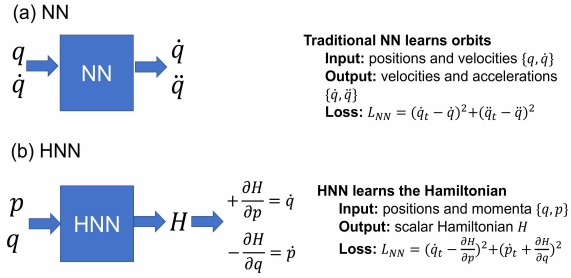 (a) NN
q
q̇
NN
q̇
q̈
Traditional NN learns orbits
Input: positions and velocities {q, q̇}
Output: velocities and accelerations
{q̇, q̈}
Loss: L_NN = (q̇_t − q̇)²+(q̈_t − q̈)²
(b) HNN
p
q
HNN
H
+∂H/∂p = q̇
−∂H/∂q = ṗ
HNN learns the Hamiltonian
Input: positions and momenta {q, p}
Output: scalar Hamiltonian H
Loss: L_NN = (q̇_t − ∂H/∂p)²+(ṗ_t + ∂H/∂q)²